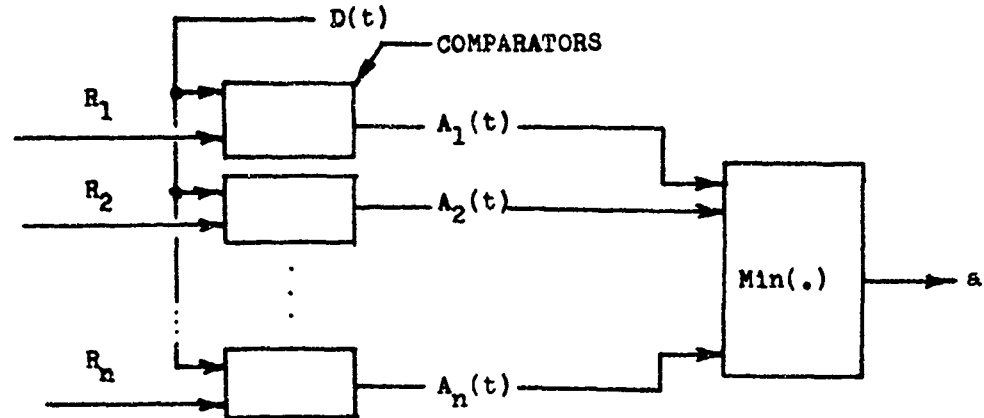 D(t)
COMPARATORS
R1
A1(t)
R2
A2(t)
Min(.)
a
Rn
An(t)